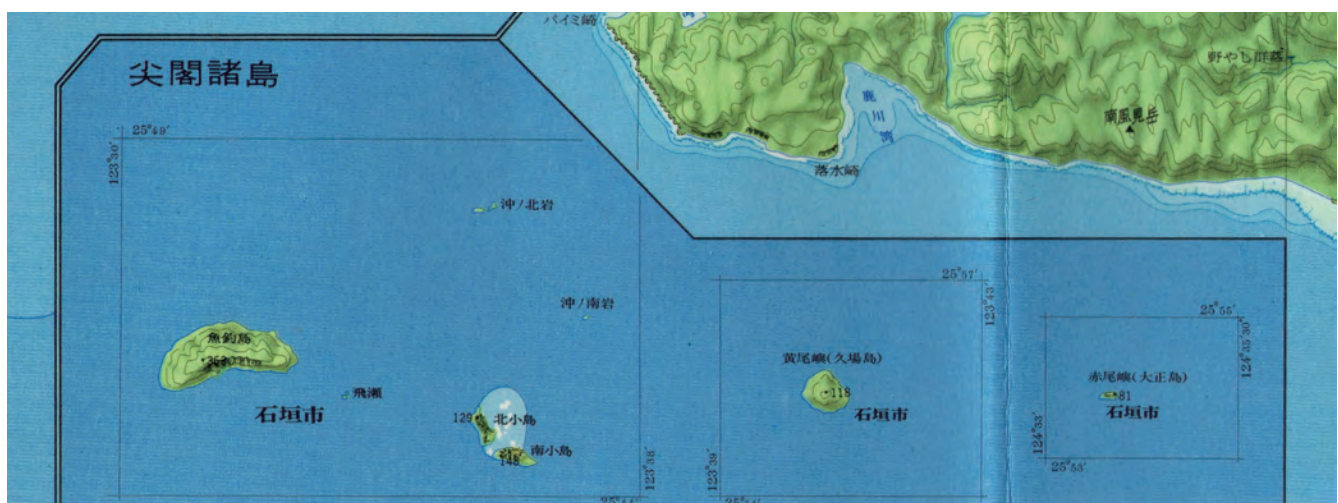 尖閣諸島
パイミ崎
鹿川湾
落水崎
南風見岳
25°49′
123°30′
沖ノ北岩
沖ノ南岩
魚釣島
飛瀬
石垣市
129
北小島
南小島
148
123°38′
25°57′
123°43′
黄尾嶼(久場島)
118
石垣市
123°39′
25°55′
124°35′30″
赤尾嶼(大正島)
81
石垣市
124°33′
25°53′